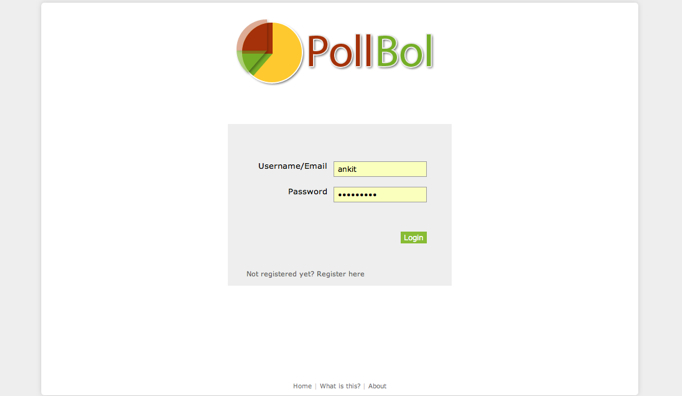 PollBol
Username/Email ankit
Password •••••••••
Login
Not registered yet? Register here
Home | What is this? | About